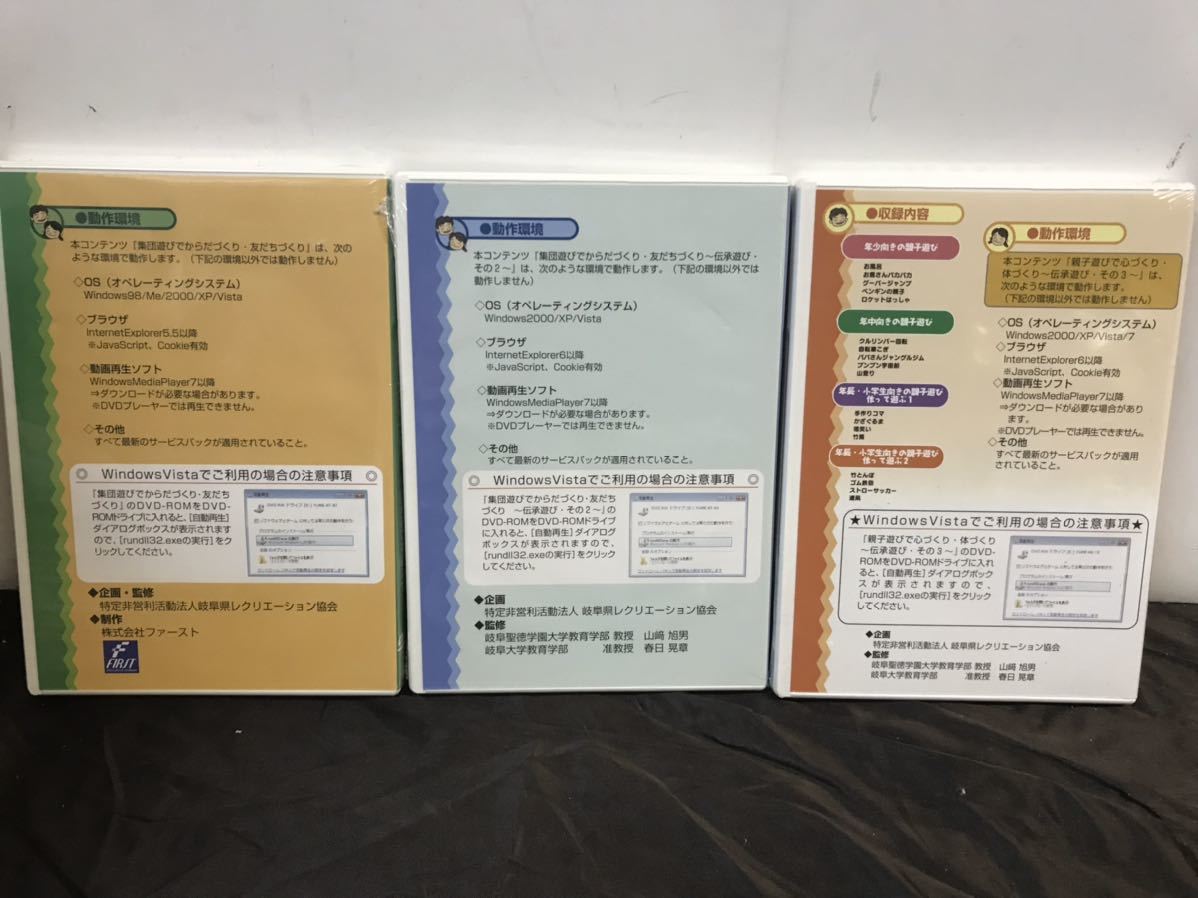 ●動作環境
本コンテンツ「集団遊びでからだづくり・友だちづくり」は、次の
ような環境で動作します。（下記の環境以外では動作しません）
◇OS（オペレーティングシステム）
Windows98/Me/2000/XP/Vista
◇ブラウザ
InternetExplorer5.5以降
※JavaScript、Cookie有効
◇動画再生ソフト
WindowsMediaPlayer7以降
⇒ダウンロードが必要な場合があります。
※DVDプレーヤーでは再生できません。
◇その他
すべて最新のサービスパックが適用されていること。
WindowsVistaでご利用の場合の注意事項
「集団遊びでからだづくり・友だち
づくり」のDVD-ROMをDVD-
ROMドライブに入れると、[自動再生]
ダイアログボックスが表示されます
ので、[rundll32.exeの実行]をク
リックしてください。
◆企画・監修
特定非営利活動法人岐阜県レクリエーション協会
◆制作
株式会社ファースト
FIRST
●動作環境
本コンテンツ「集団遊びでからだづくり・友だちづくり～伝承遊び・
その2～」は、次のような環境で動作します。（下記の環境以外では
動作しません）
◇OS（オペレーティングシステム）
Windows2000/XP/Vista
◇ブラウザ
InternetExplorer6以降
※JavaScript、Cookie有効
◇動画再生ソフト
WindowsMediaPlayer7以降
⇒ダウンロードが必要な場合があります。
※DVDプレーヤーでは再生できません。
◇その他
すべて最新のサービスパックが適用されていること。
WindowsVistaでご利用の場合の注意事項
「集団遊びでからだづくり・友だち
づくり ～伝承遊び・その2～」の
DVD-ROMをDVD-ROMドライブ
に入れると、[自動再生]ダイアログ
ボックスが表示されますので、
[rundll32.exeの実行]をクリック
してください。
◆企画
特定非営利活動法人 岐阜県レクリエーション協会
◆監修
岐阜聖徳学園大学教育学部 教授 山﨑 旭男
岐阜大学教育学部 准教授 春日 晃章
●収録内容
年少向きの親子遊び
お風呂
お馬さんパカパカ
グーパージャンプ
ペンギンの親子
ロケットはっしゃ
年中向きの親子遊び
クルリンパー回転
自転車こぎ
パパさんジャングルジム
ブンブン宇宙船
山登り
年長・小学生向きの親子遊び
作って遊ぶ1
手作りコマ
かざぐるま
竹馬
年長・小学生向きの親子遊び
作って遊ぶ2
竹とんぼ
ゴム鉄砲
ストローサッカー
連凧
●動作環境
本コンテンツ「親子遊びで心づくり・
体づくり～伝承遊び・その3～」は、
次のような環境で動作します。
（下記の環境以外では動作しません）
◇OS（オペレーティングシステム）
Windows2000/XP/Vista/7
◇ブラウザ
InternetExplorer6以降
※JavaScript、Cookie有効
◇動画再生ソフト
WindowsMediaPlayer7以降
⇒ダウンロードが必要な場合があり
ます。
※DVDプレーヤーでは再生できません。
◇その他
すべて最新のサービスパックが適用
されていること。
★WindowsVistaでご利用の場合の注意事項★
「親子遊びで心づくり・体づくり
～伝承遊び・その3～」のDVD-
ROMをDVD-ROMドライブに入れ
ると、[自動再生]ダイアログボック
スが表示されますので、
[rundll32.exeの実行]をクリック
してください。
◆企画
特定非営利活動法人 岐阜県レクリエーション協会
◆監修
岐阜聖徳学園大学教育学部 教授 山﨑 旭男
岐阜大学教育学部 准教授 春日 晃章